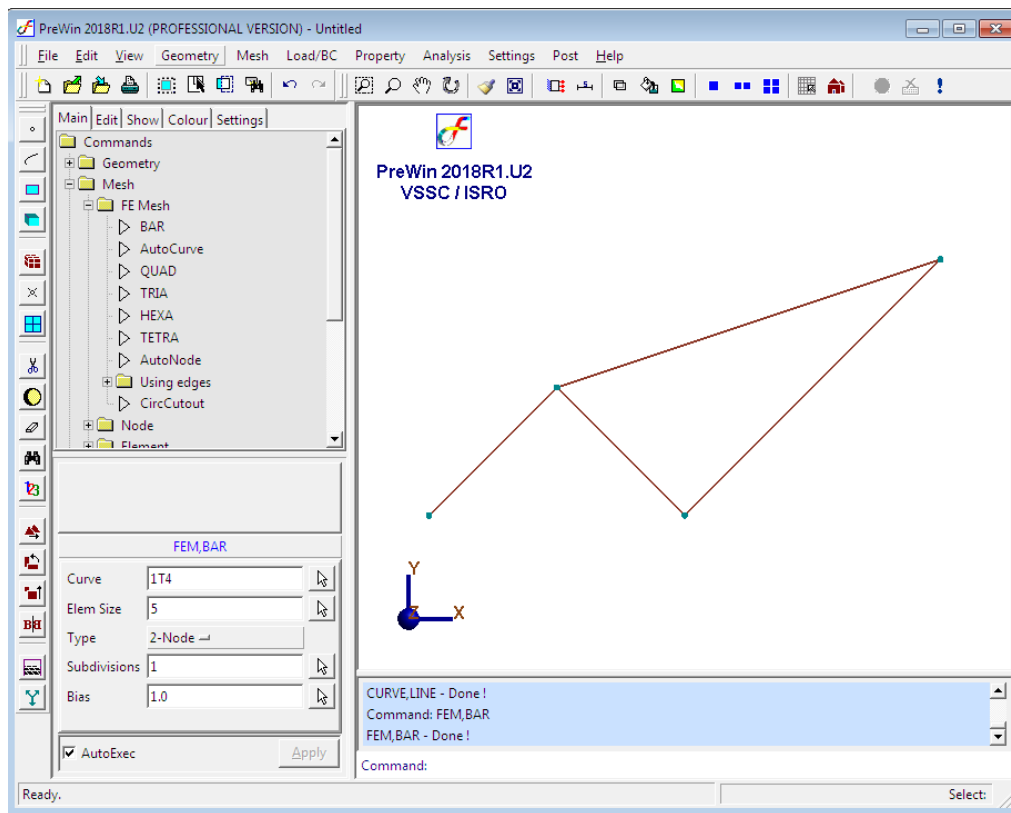 PreWin 2018R1.U2 (PROFESSIONAL VERSION) - Untitled
File Edit View Geometry Mesh Load/BC Property Analysis Settings Post Help
Main Edit Show Colour Settings
Commands
Geometry
Mesh
FE Mesh
BAR
AutoCurve
QUAD
TRIA
HEXA
TETRA
AutoNode
Using edges
CircCutout
Node
Element
FEM,BAR
Curve 1T4
Elem Size 5
Type 2-Node
Subdivisions 1
Bias 1.0
AutoExec Apply
PreWin 2018R1.U2
VSSC / ISRO
Y
Z X
CURVE,LINE - Done !
Command: FEM,BAR
FEM,BAR - Done !
Command:
Ready. Select: